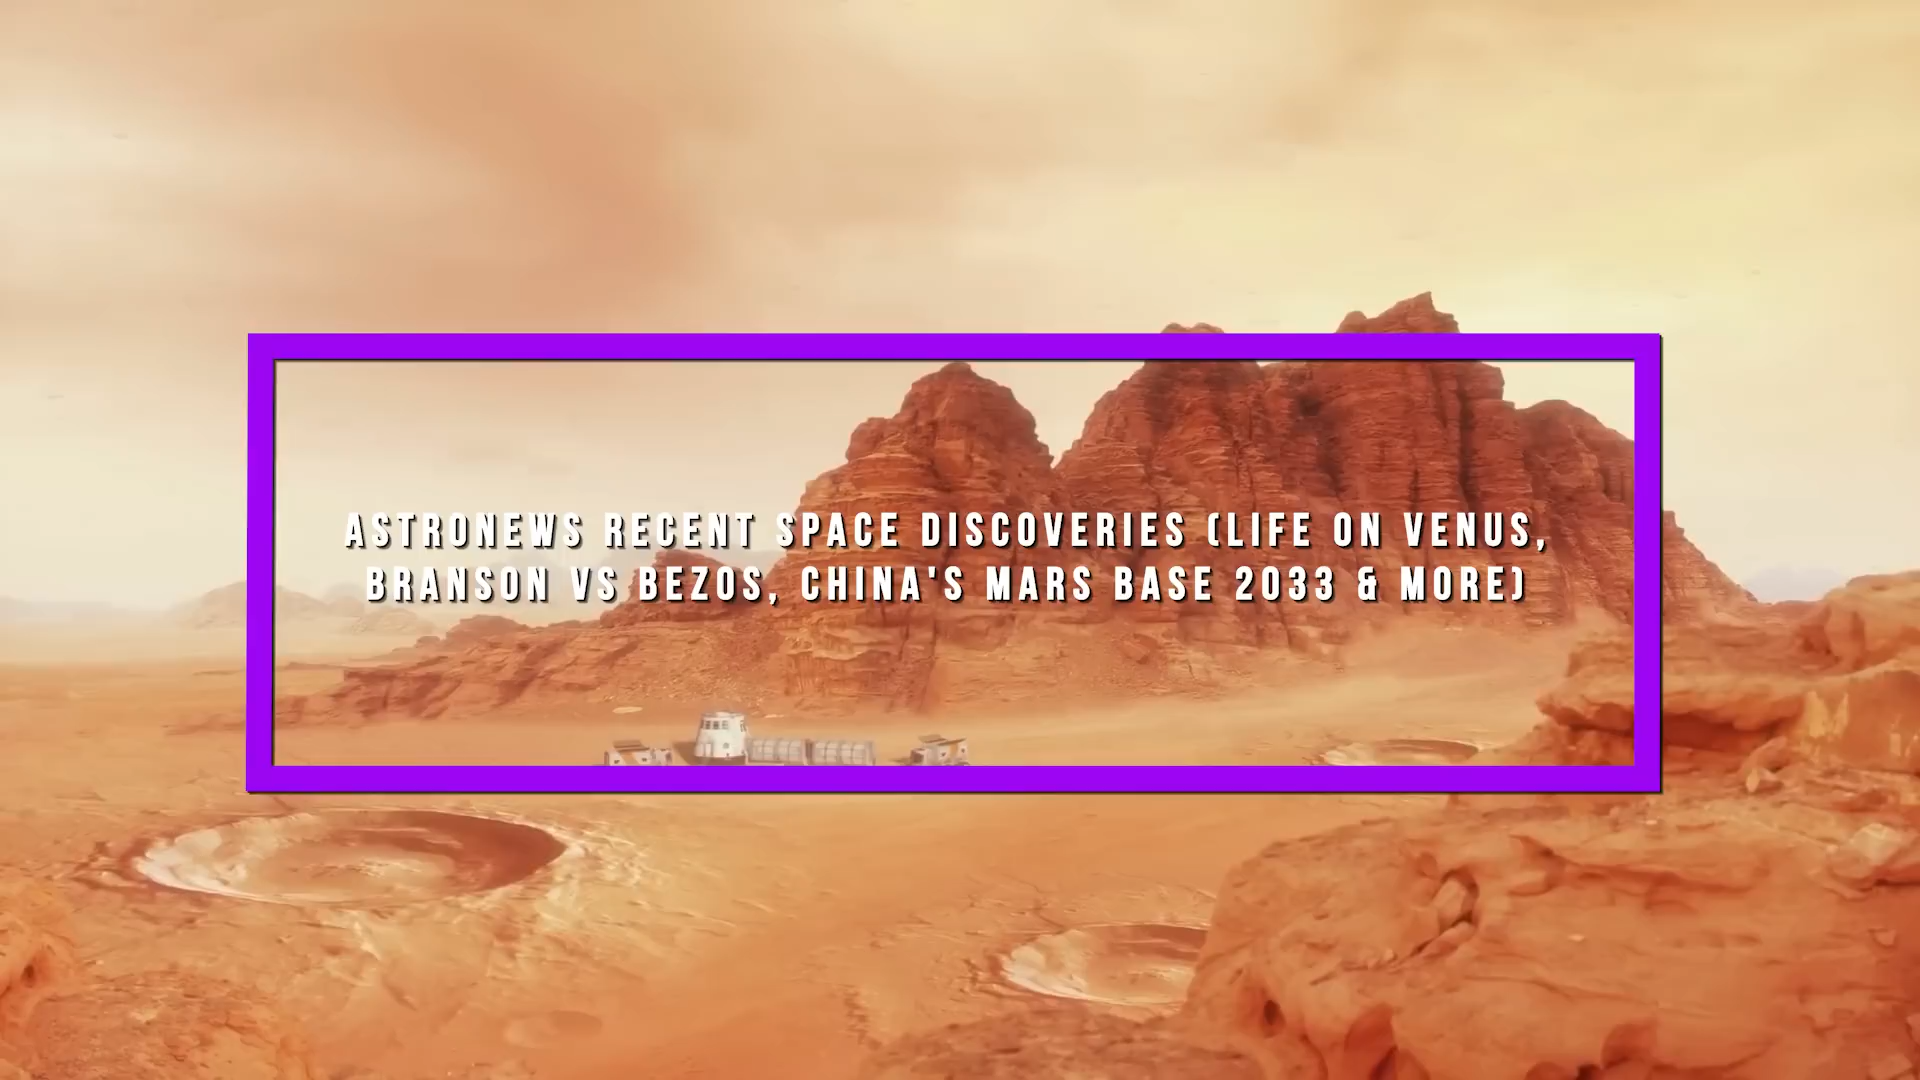 ASTRONEWS RECENT SPACE DISCOVERIES (LIFE ON VENUS,
BRANSON VS BEZOS, CHINA'S MARS BASE 2033 & MORE)